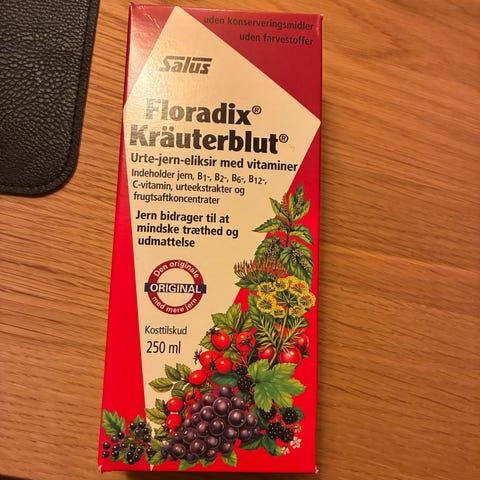 uden konserveringsmidler
uden farvestoffer
Salus
Floradix®
Kräuterblut®
Urte-jern-eliksir med vitaminer
Indeholder jern, B1-, B2-, B6-, B12-,
C-vitamin, urteekstrakter og
frugtsaftkoncentrater
Jern bidrager til at
mindske træthed og
udmattelse
Den originale
ORIGINAL
med mere jern
Kosttilskud
250 ml